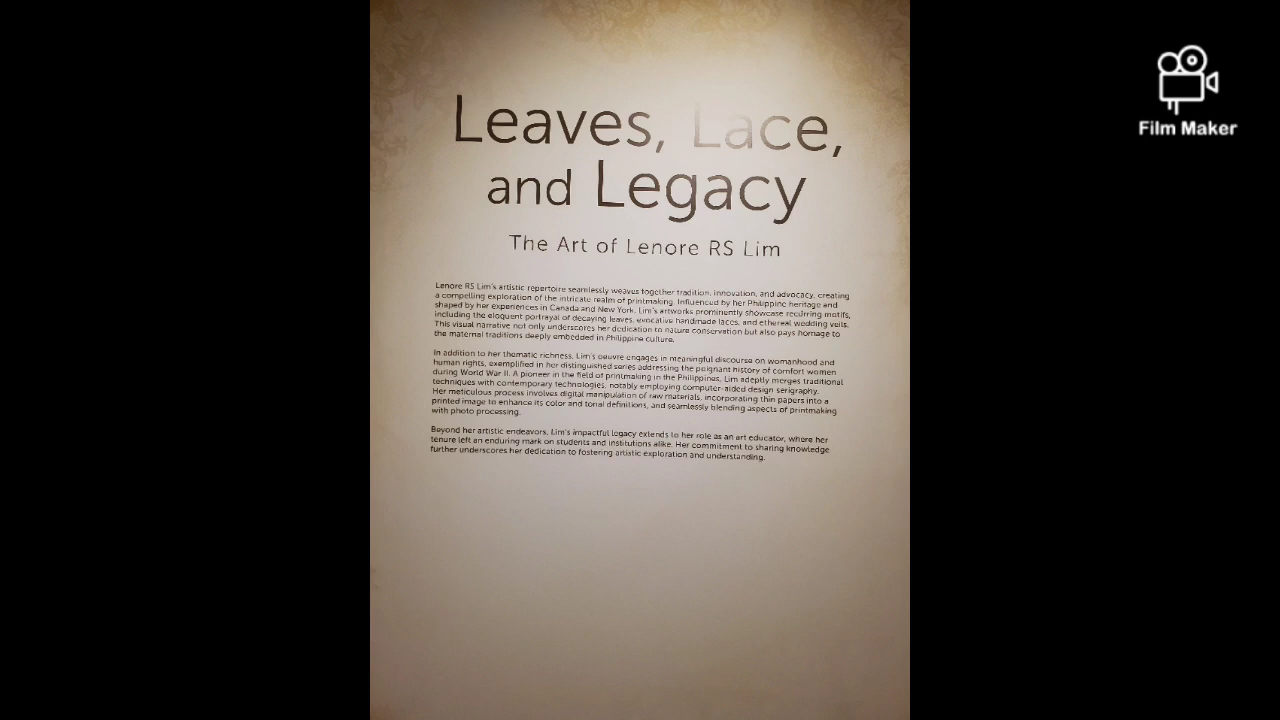 Film Maker
Leaves, Lace,
and Legacy
The Art of Lenore RS Lim
Lenore RS Lim's artistic repertoire seamlessly weaves together tradition, innovation, and advocacy, creating
a compelling exploration of the intricate realm of printmaking. Influenced by her Philippine heritage and
shaped by her experiences in Canada and New York, Lim's artworks prominently showcase recurring motifs,
including the eloquent portrayal of decaying leaves, evocative handmade laces, and ethereal wedding veils.
This visual narrative not only underscores her dedication to nature conservation but also pays homage to
the maternal traditions deeply embedded in Philippine culture.
In addition to her thematic richness, Lim's oeuvre engages in meaningful discourse on womanhood and
human rights, exemplified in her distinguished series addressing the poignant history of comfort women
during World War II. A pioneer in the field of printmaking in the Philippines, Lim adeptly merges traditional
techniques with contemporary technologies, notably employing computer-aided design serigraphy.
Her meticulous process involves digital manipulation of raw materials, incorporating thin papers into a
printed image to enhance its color and tonal definitions, and seamlessly blending aspects of printmaking
with photo processing.
Beyond her artistic endeavors, Lim's impactful legacy extends to her role as an art educator, where her
tenure left an enduring mark on students and institutions alike. Her commitment to sharing knowledge
further underscores her dedication to fostering artistic exploration and understanding.